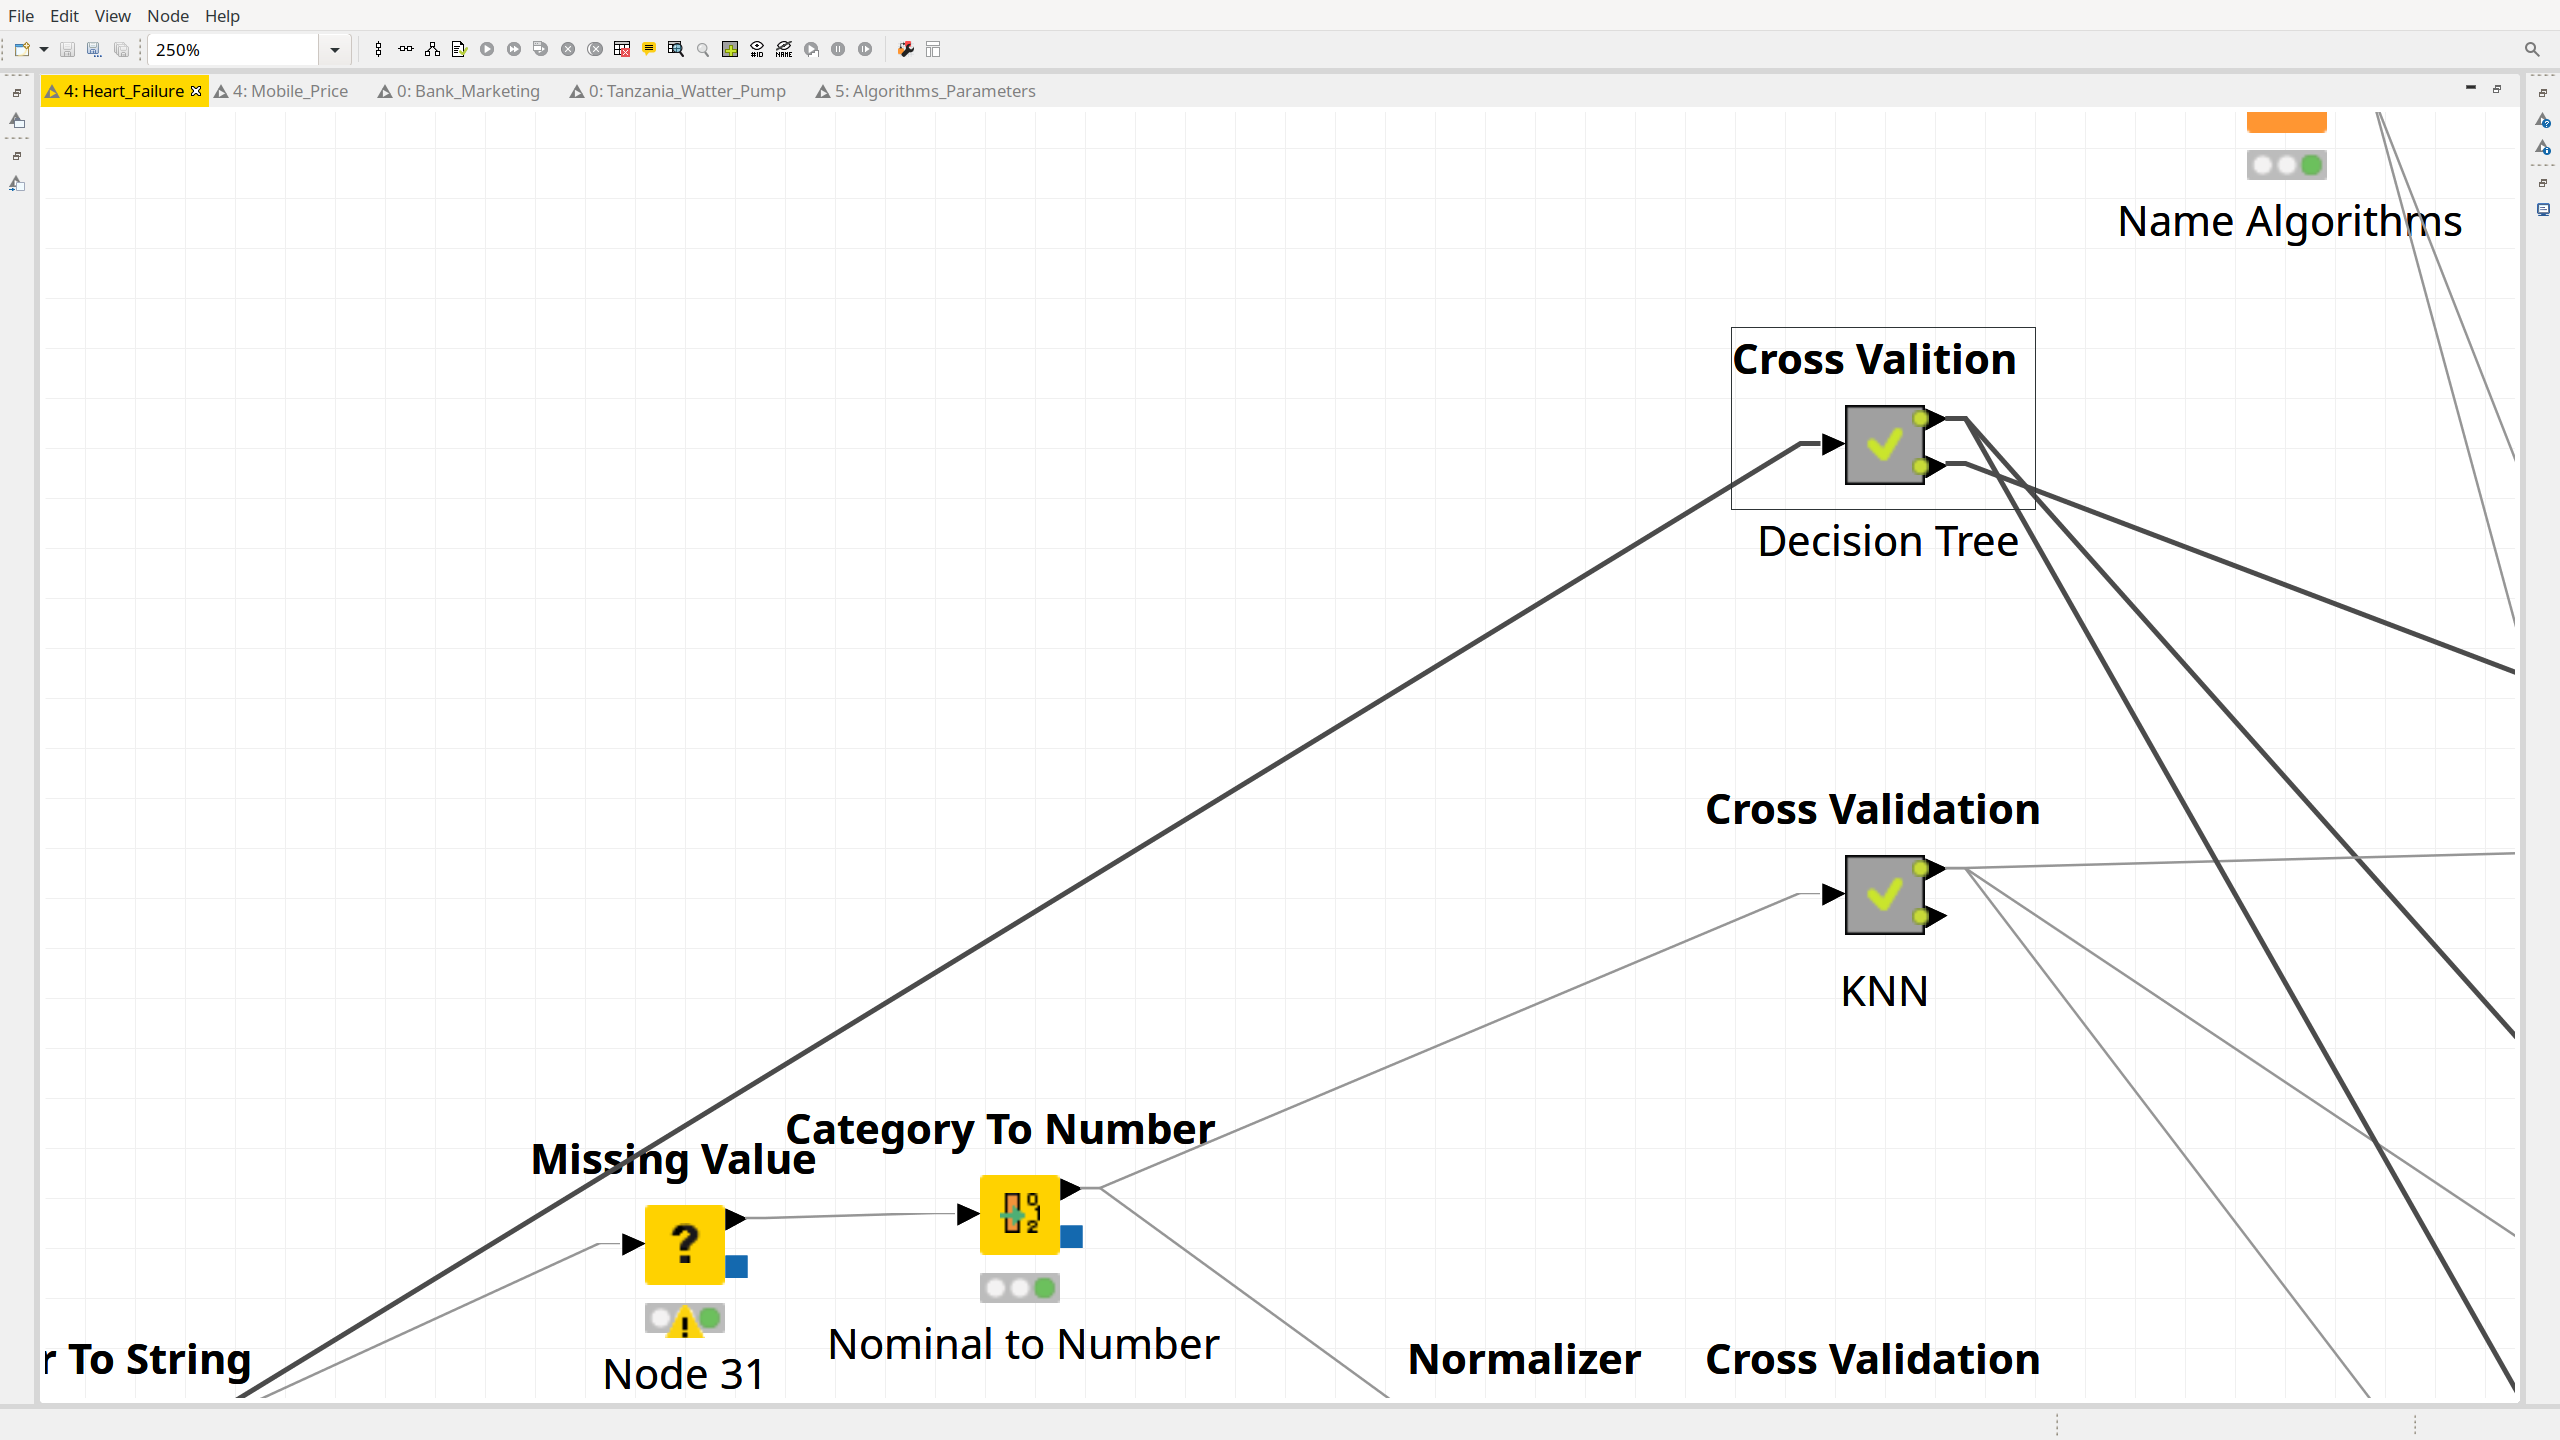 File Edit View Node Help
250%
4: Heart_Failure 4: Mobile_Price 0: Bank_Marketing 0: Tanzania_Watter_Pump 5: Algorithms_Parameters
Name Algorithms
Cross Valition
Decision Tree
Cross Validation
KNN
Category To Number
Missing Value
Nominal to Number
r To String
Node 31
Normalizer
Cross Validation